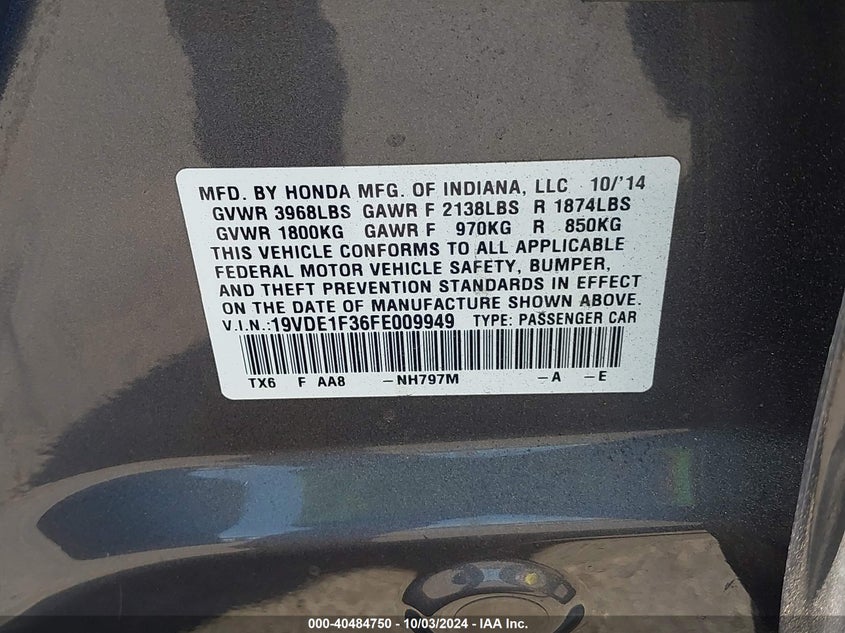 MFD. BY HONDA MFG. OF INDIANA, LLC 10/'14
GVWR 3968LBS GAWR F 2138LBS R 1874LBS
GVWR 1800KG GAWR F 970KG R 850KG
THIS VEHICLE CONFORMS TO ALL APPLICABLE
FEDERAL MOTOR VEHICLE SAFETY, BUMPER,
AND THEFT PREVENTION STANDARDS IN EFFECT
ON THE DATE OF MANUFACTURE SHOWN ABOVE.
V.I.N.:19VDE1F36FE009949 TYPE: PASSENGER CAR
TX6 F AA8 -NH797M -A -E
000-40484750 - 10/03/2024 - IAA Inc.